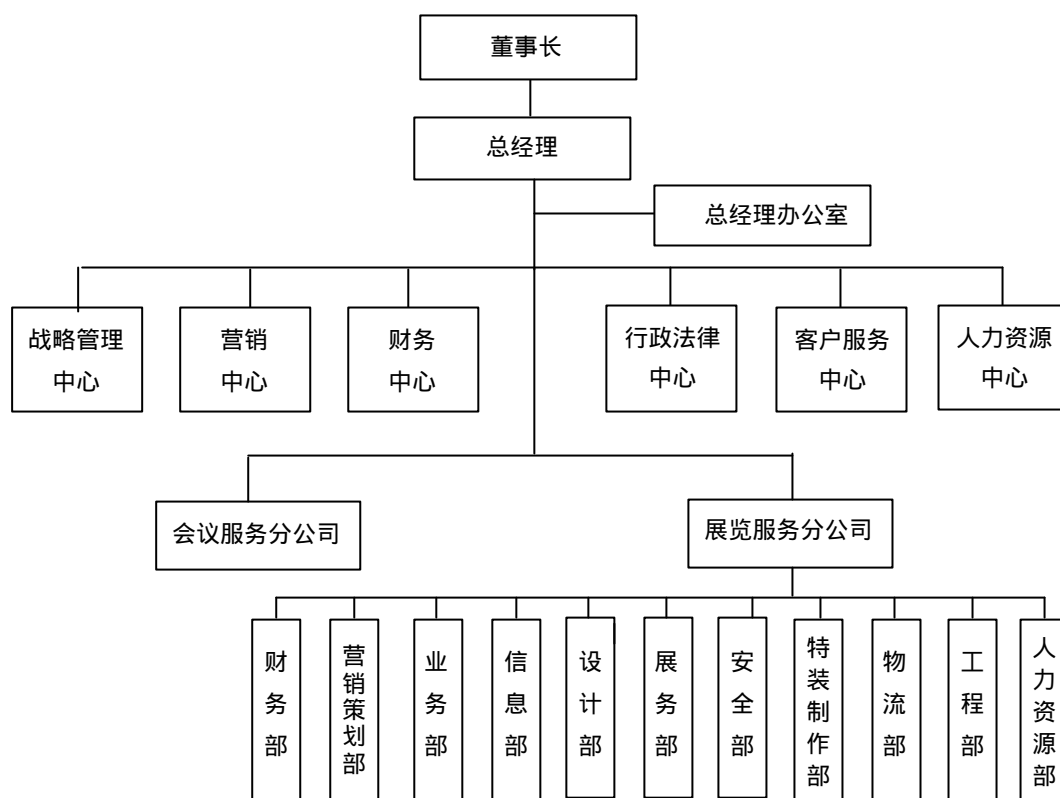 董事长
总经理
总经理办公室
战略管理
中心
营销
中心
财务
中心
行政法律
中心
客户服务
中心
人力资源
中心
会议服务分公司
展览服务分公司
财务部
营销策划部
业务部
信息部
设计部
展务部
安全部
特装制作部
物流部
工程部
人力资源部